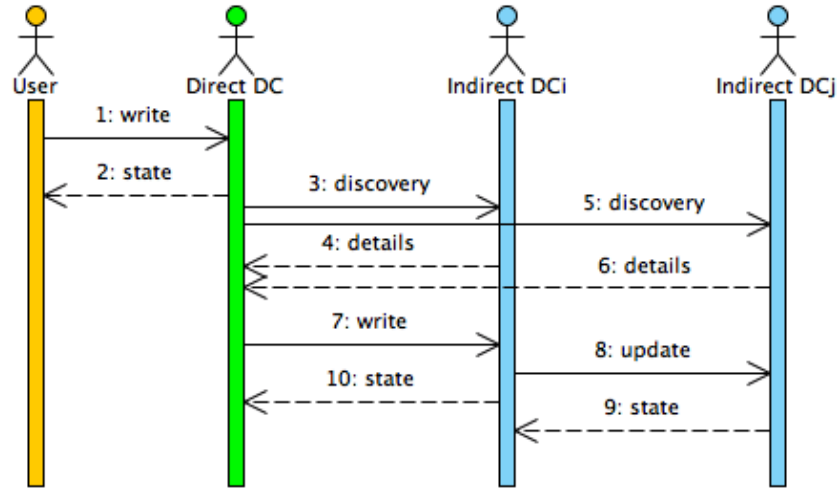 User
Direct DC
Indirect DCi
Indirect DCj
1: write
2: state
3: discovery
5: discovery
4: details
6: details
7: write
8: update
10: state
9: state